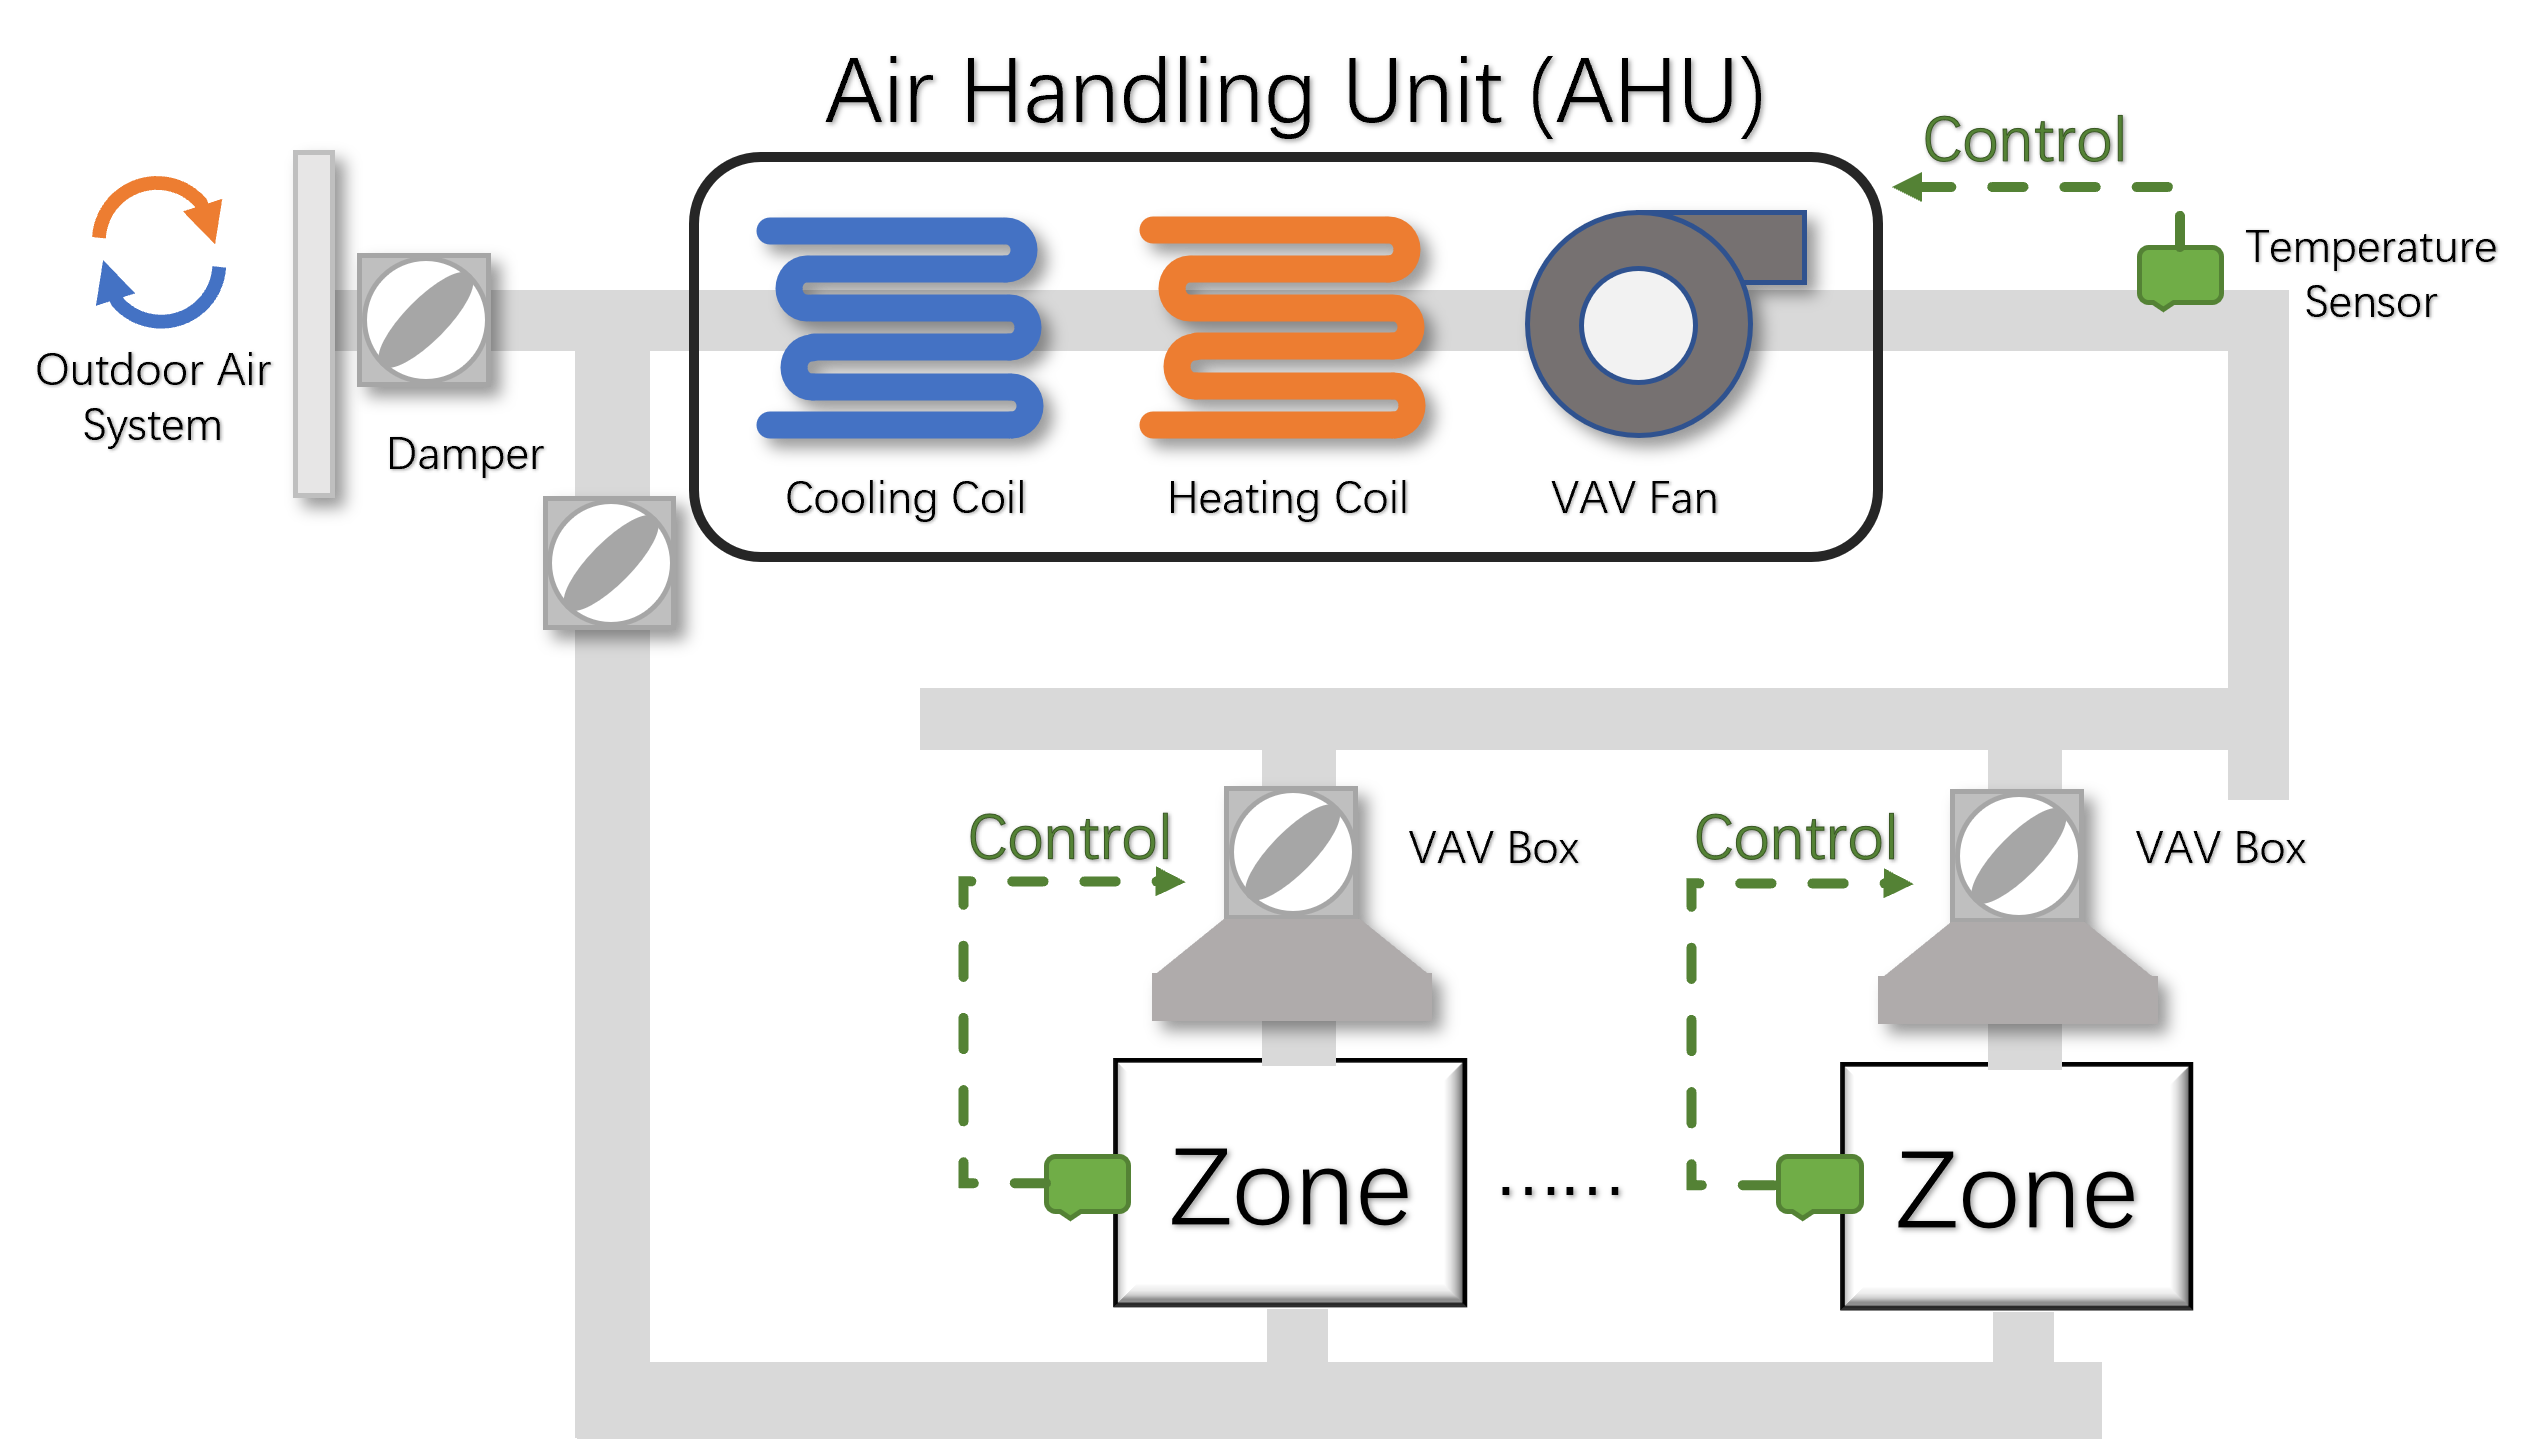 Air Handling Unit (AHU)
Control
Temperature
Sensor
Outdoor Air
System
Damper
Cooling Coil
Heating Coil
VAV Fan
Control
VAV Box
Control
VAV Box
Zone
……
Zone